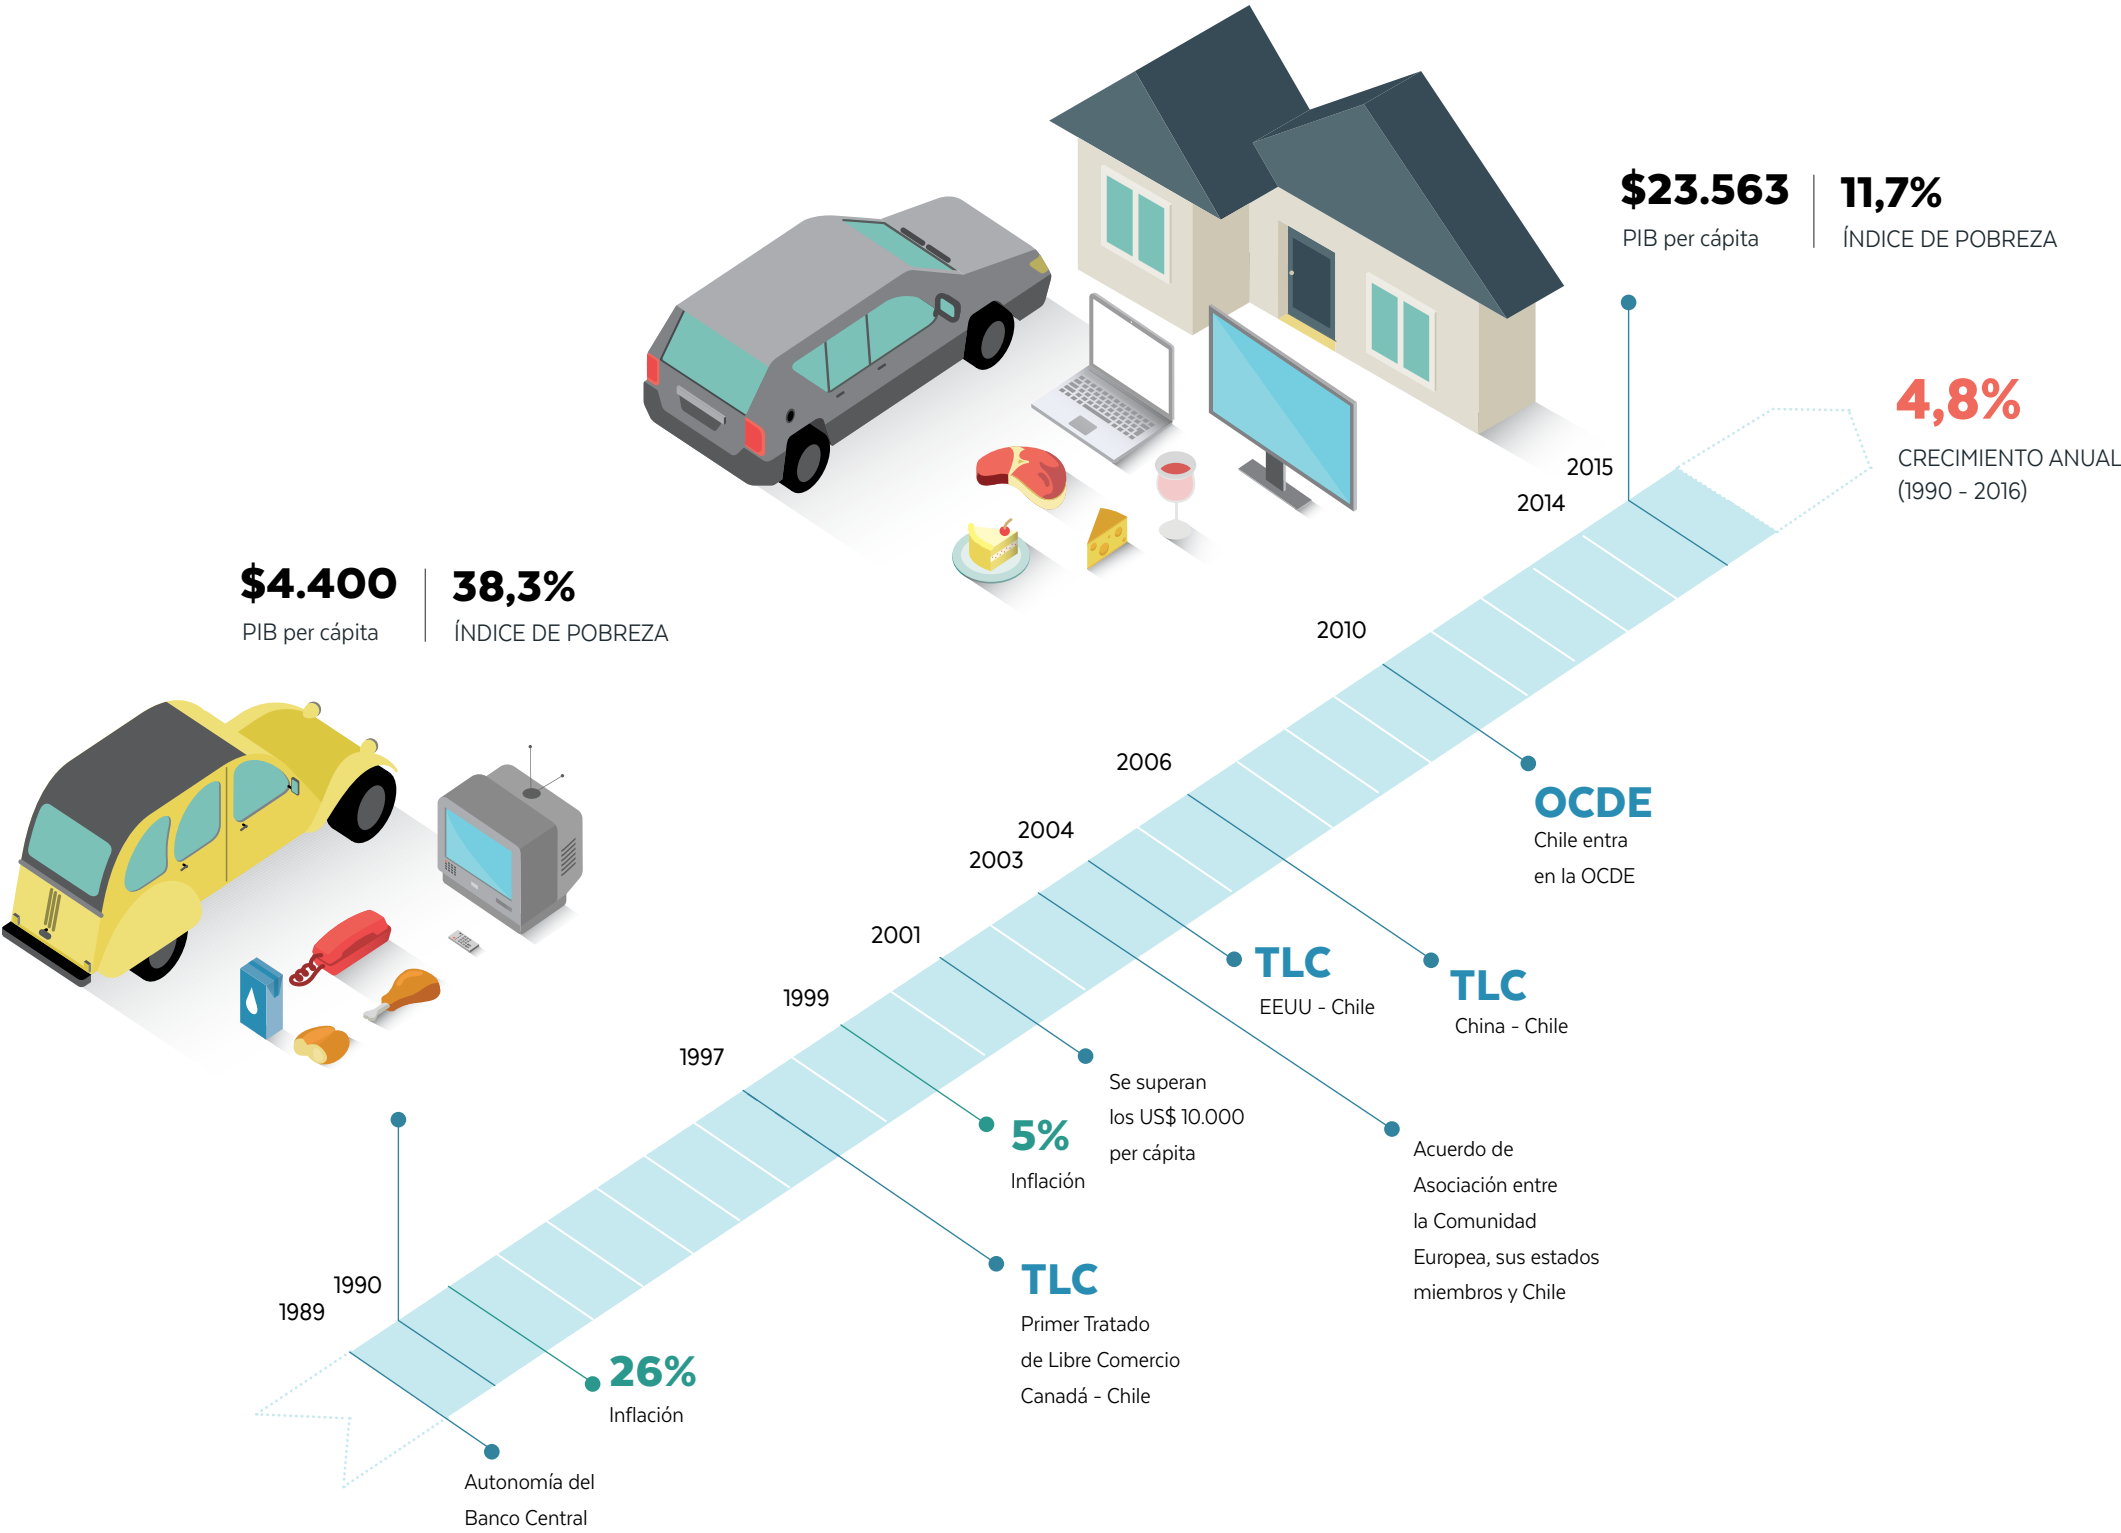 $23.563
PIB per cápita
11,7%
ÍNDICE DE POBREZA
4,8%
CRECIMIENTO ANUAL
(1990 - 2016)
$4.400
PIB per cápita
38,3%
ÍNDICE DE POBREZA
2015
2014
2010
2006
2004
2003
2001
1999
1997
1990
1989
OCDE
Chile entra
en la OCDE
TLC
China - Chile
TLC
EEUU - Chile
Acuerdo de
Asociación entre
la Comunidad
Europea, sus estados
miembros y Chile
Se superan
los US$ 10.000
per cápita
5%
Inflación
TLC
Primer Tratado
de Libre Comercio
Canadá - Chile
26%
Inflación
Autonomía del
Banco Central